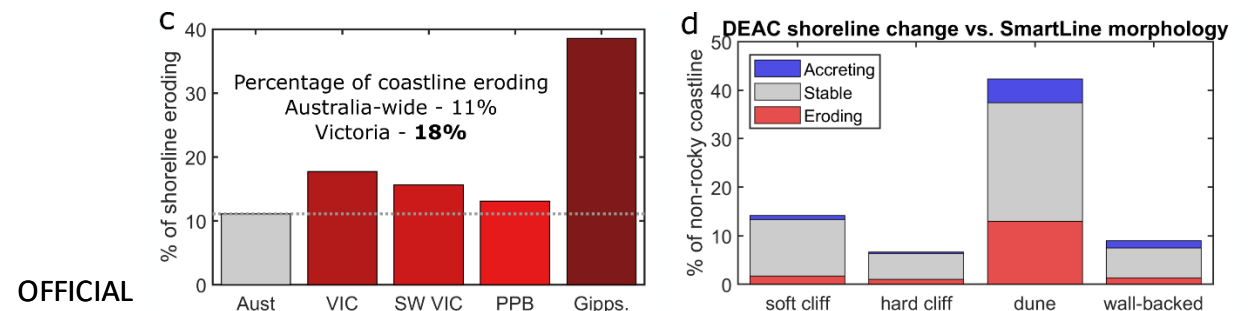 c
% of shoreline eroding
40
30
20
10
0
Percentage of coastline eroding
Australia-wide - 11%
Victoria - 18%
Aust VIC SW VIC PPB Gipps.
d
DEAC shoreline change vs. SmartLine morphology
% of non-rocky coastline
50
40
30
20
10
0
Accreting
Stable
Eroding
soft cliff hard cliff dune wall-backed
OFFICIAL